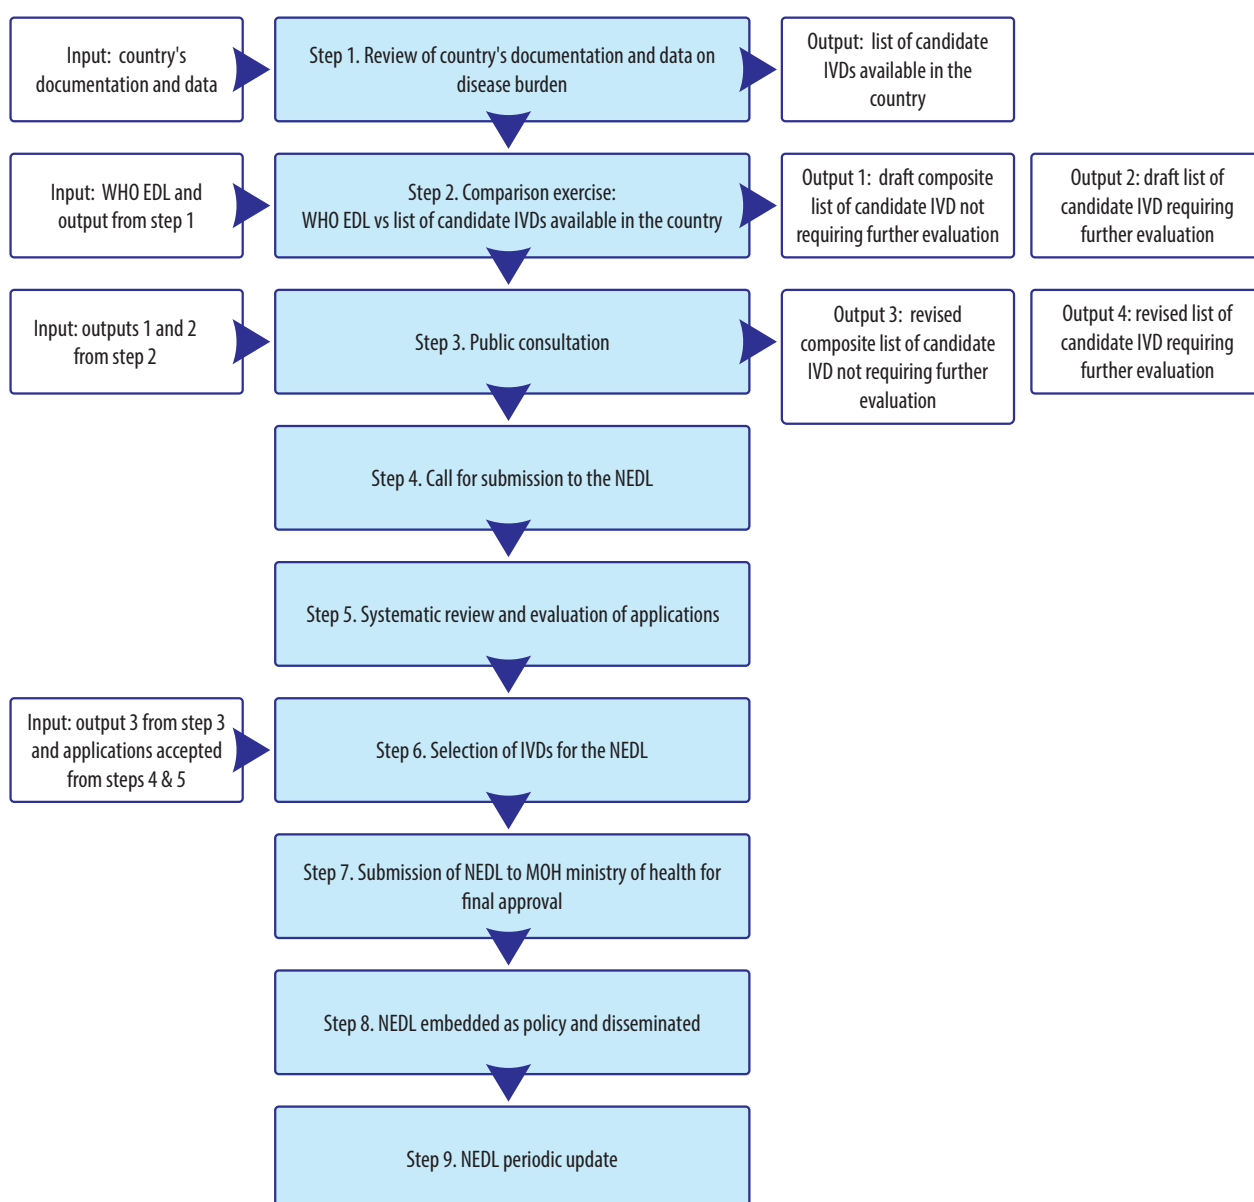 Input: country's
documentation and data
Step 1. Review of country's documentation and data on
disease burden
Output: list of candidate
IVDs available in the
country
Input: WHO EDL and
output from step 1
Step 2. Comparison exercise:
WHO EDL vs list of candidate IVDs available in the country
Output 1: draft composite
list of candidate IVD not
requiring further evaluation
Output 2: draft list of
candidate IVD requiring
further evaluation
Input: outputs 1 and 2
from step 2
Step 3. Public consultation
Output 3: revised
composite list of candidate
IVD not requiring further
evaluation
Output 4: revised list of
candidate IVD requiring
further evaluation
Step 4. Call for submission to the NEDL
Step 5. Systematic review and evaluation of applications
Input: output 3 from step 3
and applications accepted
from steps 4 & 5
Step 6. Selection of IVDs for the NEDL
Step 7. Submission of NEDL to MOH ministry of health for
final approval
Step 8. NEDL embedded as policy and disseminated
Step 9. NEDL periodic update